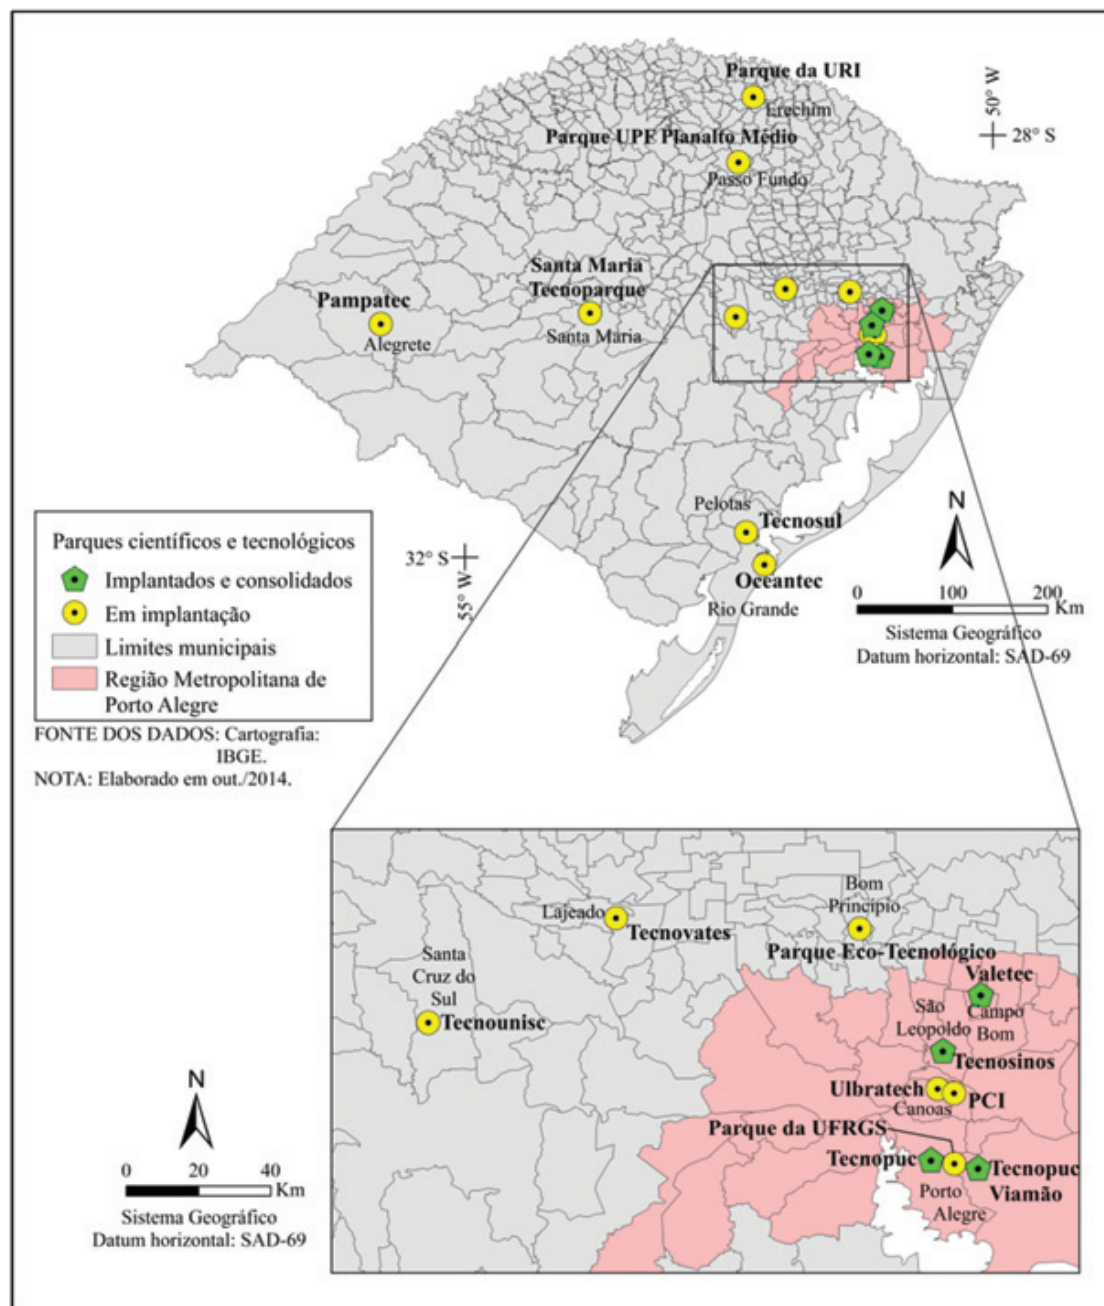 Parque da URI
Erechim
50° W
28° S
Parque UPF Planalto Médio
Passo Fundo
Santa Maria
Tecnoparque
Santa Maria
Pampatec
Alegrete
Pelotas
Tecnosul
Oceantec
Rio Grande
32° S
55° W
N
0 100 200
Km
Sistema Geográfico
Datum horizontal: SAD-69
Parques científicos e tecnológicos
Implantados e consolidados
Em implantação
Limites municipais
Região Metropolitana de
Porto Alegre
FONTE DOS DADOS: Cartografia:
IBGE.
NOTA: Elaborado em out./2014.
Lajeado
Tecnovates
Bom
Princípio
Parque Eco-Tecnológico
Santa
Cruz do
Sul
Tecnounisc
Valetec
Campo
Bom
São
Leopoldo
Tecnosinos
Ulbratech
Canoas
PCI
Parque da UFRGS
Tecnopuc
Tecnopuc
Viamão
Porto
Alegre
N
0 20 40
Km
Sistema Geográfico
Datum horizontal: SAD-69